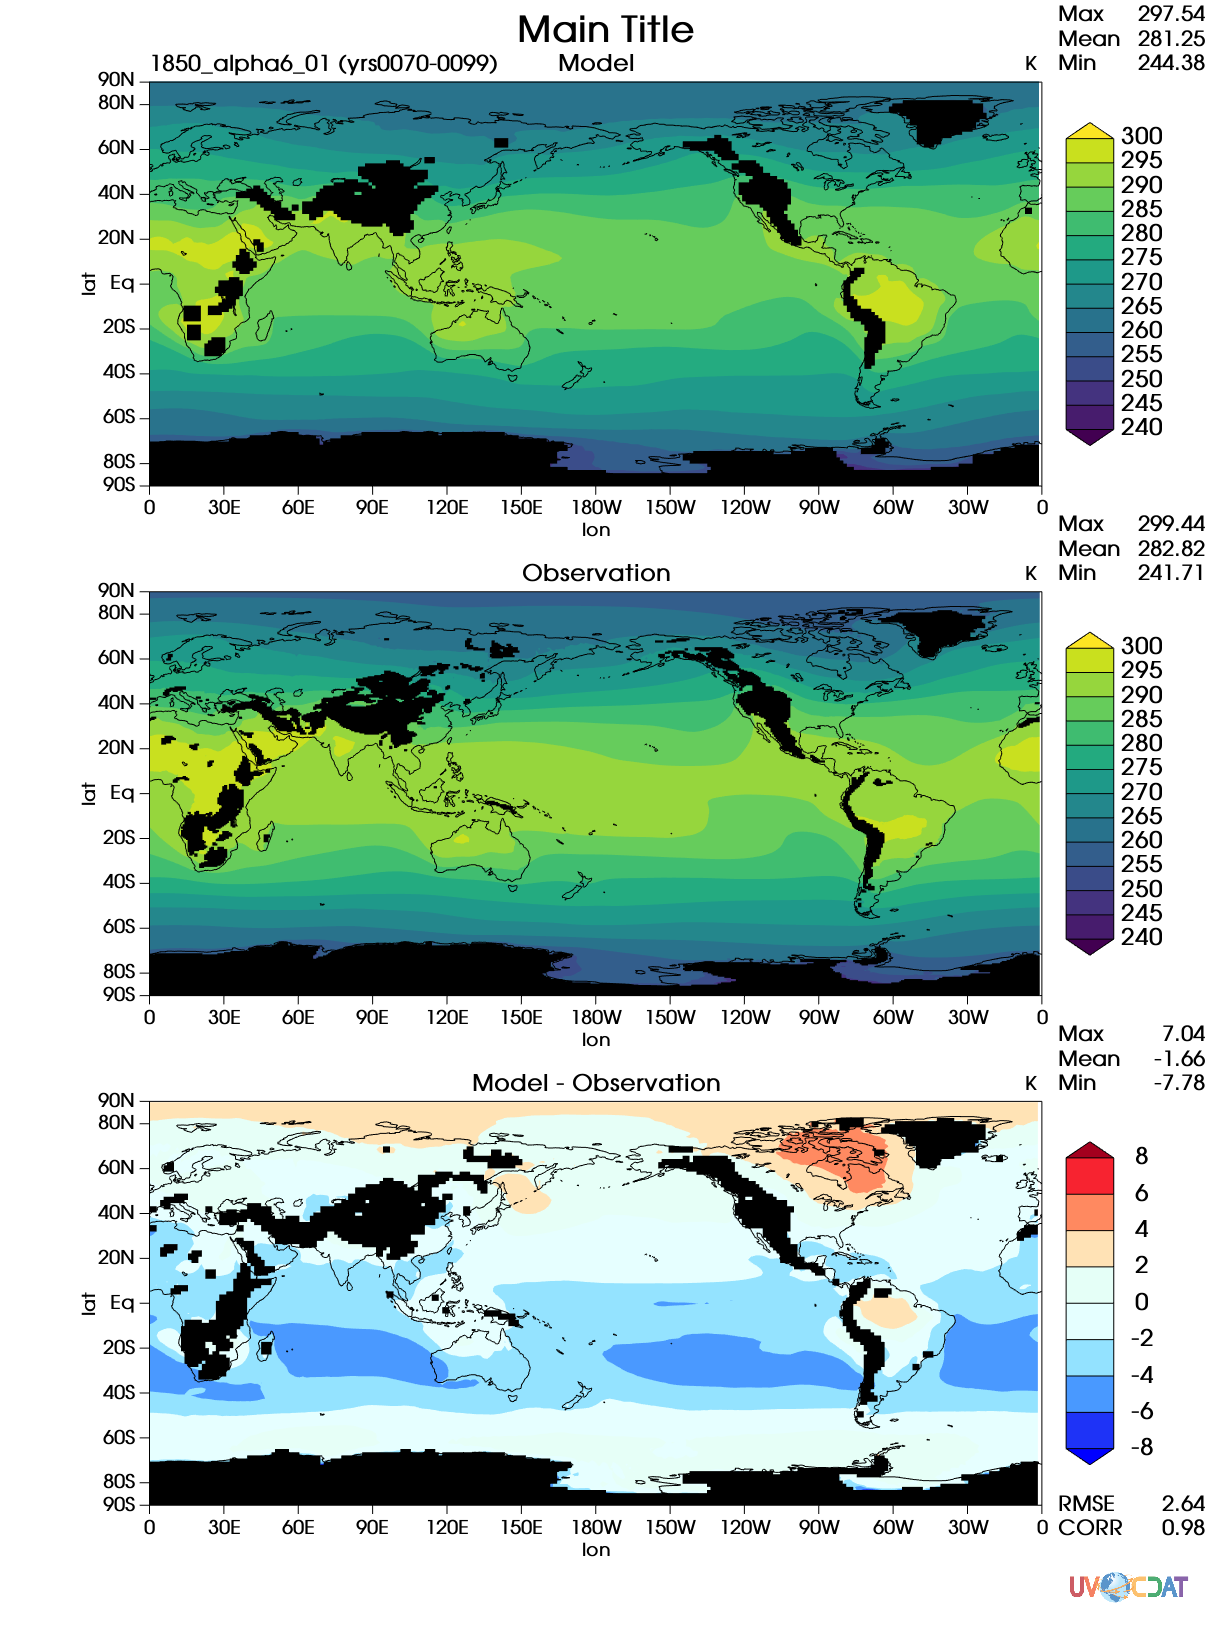 Main Title
1850_alpha6_01 (yrs0070-0099) Model K
Max 297.54
Mean 281.25
Min 244.38
90N
80N
60N
40N
20N
Eq
20S
40S
60S
80S
90S
lat
0 30E 60E 90E 120E 150E 180W 150W 120W 90W 60W 30W 0
lon
300
295
290
285
280
275
270
265
260
255
250
245
240
Observation K
Max 299.44
Mean 282.82
Min 241.71
90N
80N
60N
40N
20N
Eq
20S
40S
60S
80S
90S
lat
0 30E 60E 90E 120E 150E 180W 150W 120W 90W 60W 30W 0
lon
300
295
290
285
280
275
270
265
260
255
250
245
240
Model - Observation K
Max 7.04
Mean -1.66
Min -7.78
90N
80N
60N
40N
20N
Eq
20S
40S
60S
80S
90S
lat
0 30E 60E 90E 120E 150E 180W 150W 120W 90W 60W 30W 0
lon
8
6
4
2
0
-2
-4
-6
-8
RMSE 2.64
CORR 0.98
UV CDAT